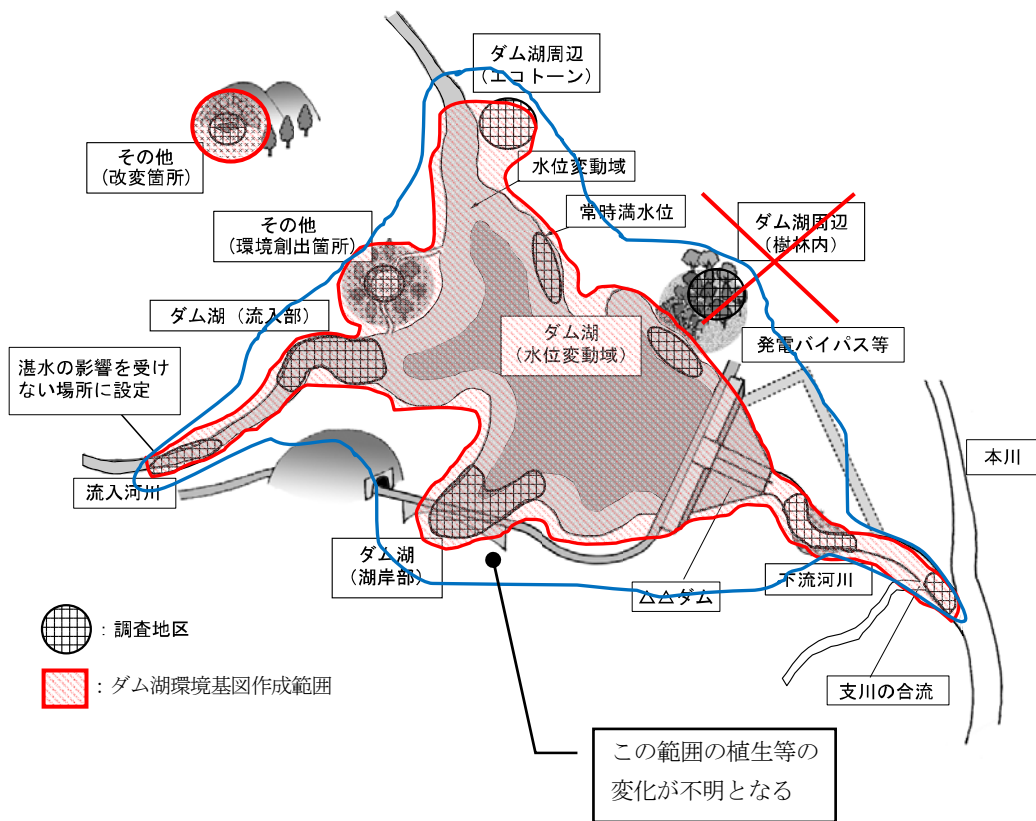 ダム湖周辺
（エコトーン）
その他
（改変箇所）
水位変動域
常時満水位
ダム湖周辺
（樹林内）
その他
（環境創出箇所）
ダム湖（流入部）
ダム湖
（水位変動域）
発電バイパス等
湛水の影響を受け
ない場所に設定
本川
流入河川
ダム湖
（湖岸部）
△△ダム
下流河川
：調査地区
支川の合流
：ダム湖環境基図作成範囲
この範囲の植生等の
変化が不明となる